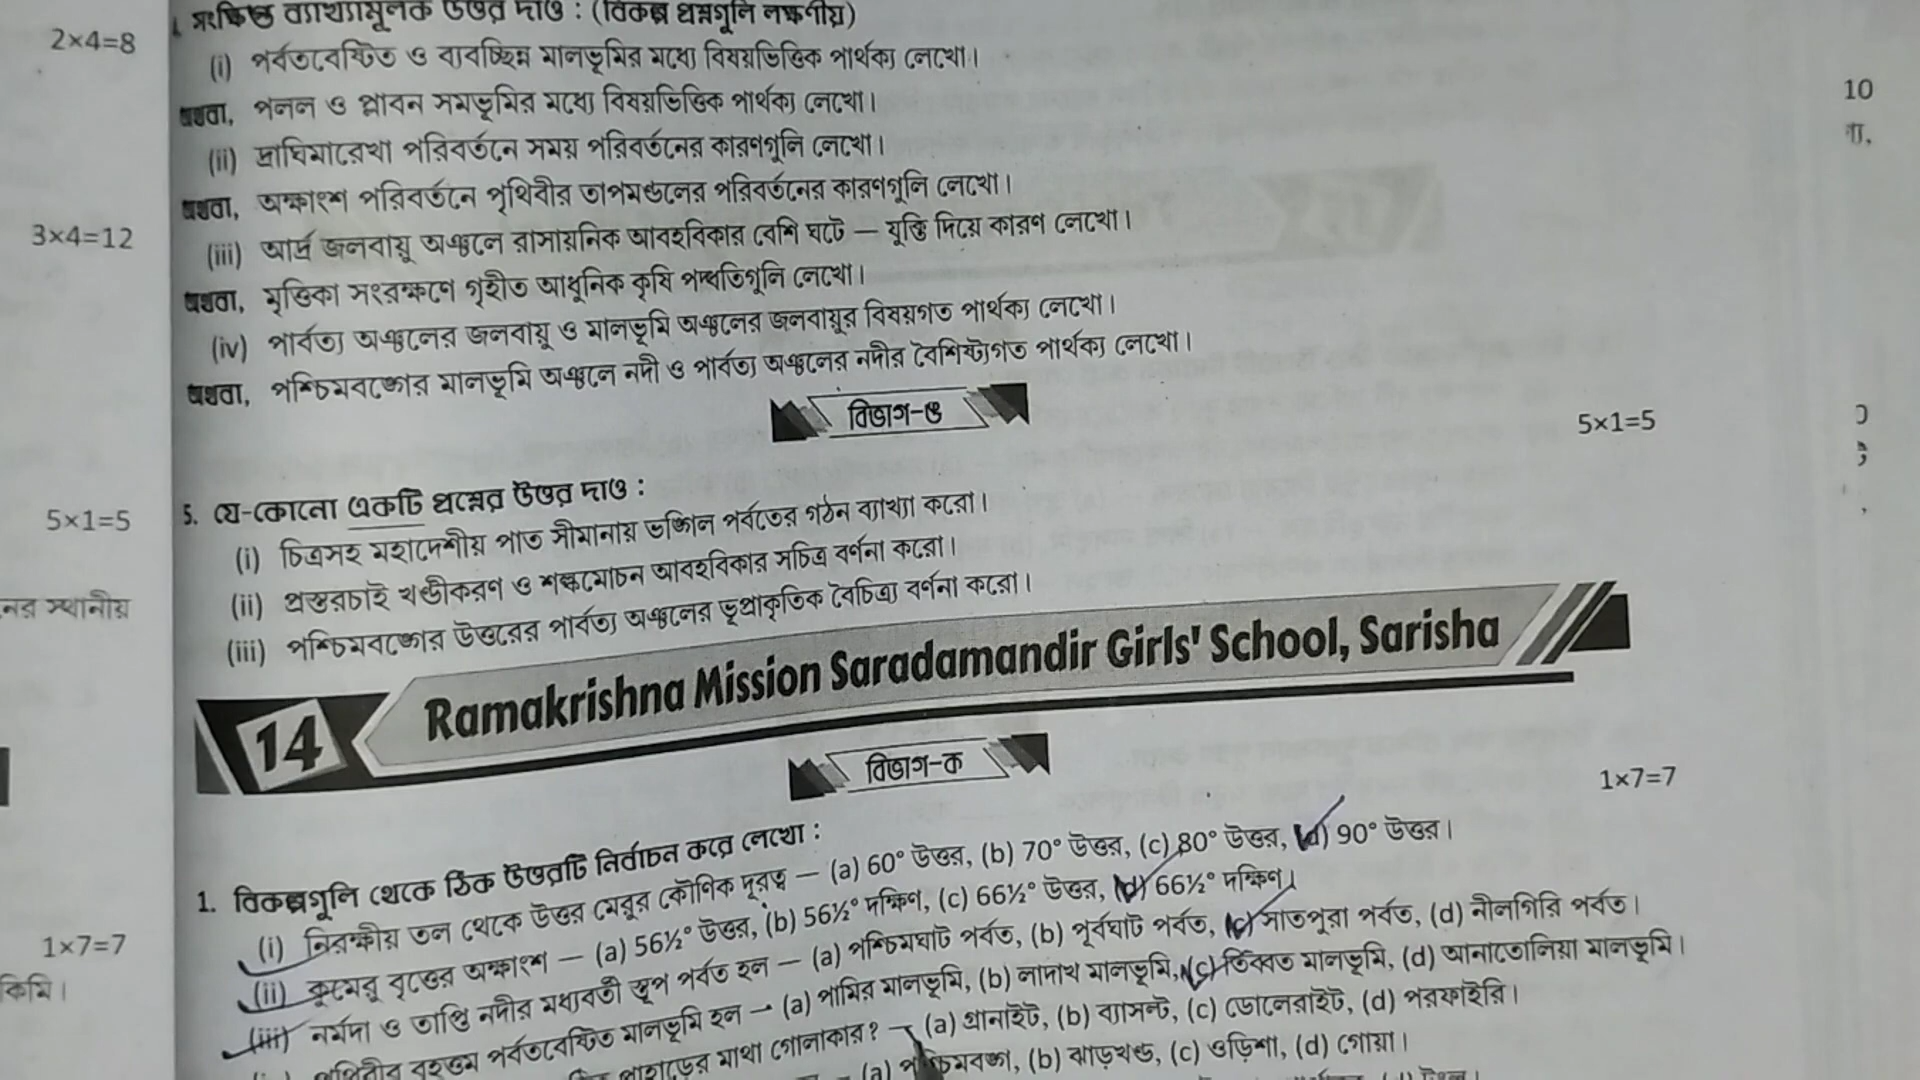 2×4=8
সংক্ষিপ্ত ব্যাখ্যামূলক উত্তর দাও : (বিকল্প প্রশ্নগুলি লক্ষণীয়)
(i) পর্বতবেষ্টিত ও ব্যবচ্ছিন্ন মালভূমির মধ্যে বিষয়ভিত্তিক পার্থক্য লেখো।
অথবা, পলল ও প্লাবন সমভূমির মধ্যে বিষয়ভিত্তিক পার্থক্য লেখো।
(ii) দ্রাঘিমারেখা পরিবর্তনে সময় পরিবর্তনের কারণগুলি লেখো।
অথবা, অক্ষাংশ পরিবর্তনে পৃথিবীর তাপমণ্ডলের পরিবর্তনের কারণগুলি লেখো।
3×4=12
(iii) আর্দ্র জলবায়ু অঞ্চলে রাসায়নিক আবহবিকার বেশি ঘটে — যুক্তি দিয়ে কারণ লেখো।
অথবা, মৃত্তিকা সংরক্ষণে গৃহীত আধুনিক কৃষি পদ্ধতিগুলি লেখো।
(iv) পার্বত্য অঞ্চলের জলবায়ু ও মালভূমি অঞ্চলের জলবায়ুর বিষয়গত পার্থক্য লেখো।
অথবা, পশ্চিমবঙ্গের মালভূমি অঞ্চলে নদী ও পার্বত্য অঞ্চলের নদীর বৈশিষ্ট্যগত পার্থক্য লেখো।
বিভাগ-ঙ
5×1=5
5. যে-কোনো একটি প্রশ্নের উত্তর দাও :
5×1=5
(i) চিত্রসহ মহাদেশীয় পাত সীমানায় ভঙ্গিল পর্বতের গঠন ব্যাখ্যা করো।
(ii) প্রস্তরচাই খণ্ডীকরণ ও শল্কমোচন আবহবিকার সচিত্র বর্ণনা করো।
(iii) পশ্চিমবঙ্গের উত্তরের পার্বত্য অঞ্চলের ভূপ্রাকৃতিক বৈচিত্র্য বর্ণনা করো।
স্থানীয়
14 Ramakrishna Mission Saradamandir Girls' School, Sarisha
বিভাগ-ক
1×7=7
1. বিকল্পগুলি থেকে ঠিক উত্তরটি নির্বাচন করে লেখো :
(i) নিরক্ষীয় তল থেকে উত্তর মেরুর কৌণিক দূরত্ব — (a) 60° উত্তর, (b) 70° উত্তর, (c) 80° উত্তর, (d) 90° উত্তর।
(ii) কুমেরু বৃত্তের অক্ষাংশ — (a) 56½° উত্তর, (b) 56½° দক্ষিণ, (c) 66½° উত্তর, (d) 66½° দক্ষিণ।
(iii) নর্মদা ও তাপ্তি নদীর মধ্যবর্তী স্তূপ পর্বত হল — (a) পশ্চিমঘাট পর্বত, (b) পূর্বঘাট পর্বত, (c) সাতপুরা পর্বত, (d) নীলগিরি পর্বত।
পৃথিবীর বৃহত্তম পর্বতবেষ্টিত মালভূমি হল — (a) পামির মালভূমি, (b) লাদাখ মালভূমি, (c) তিব্বত মালভূমি, (d) আনাতোলিয়া মালভূমি।
পাহাড়ের মাথা গোলাকার? — (a) গ্রানাইট, (b) ব্যাসল্ট, (c) ডোলেরাইট, (d) পরফাইরি।
(a) পশ্চিমবঙ্গ, (b) ঝাড়খণ্ড, (c) ওড়িশা, (d) গোয়া।
1×7=7
কিমি।
10